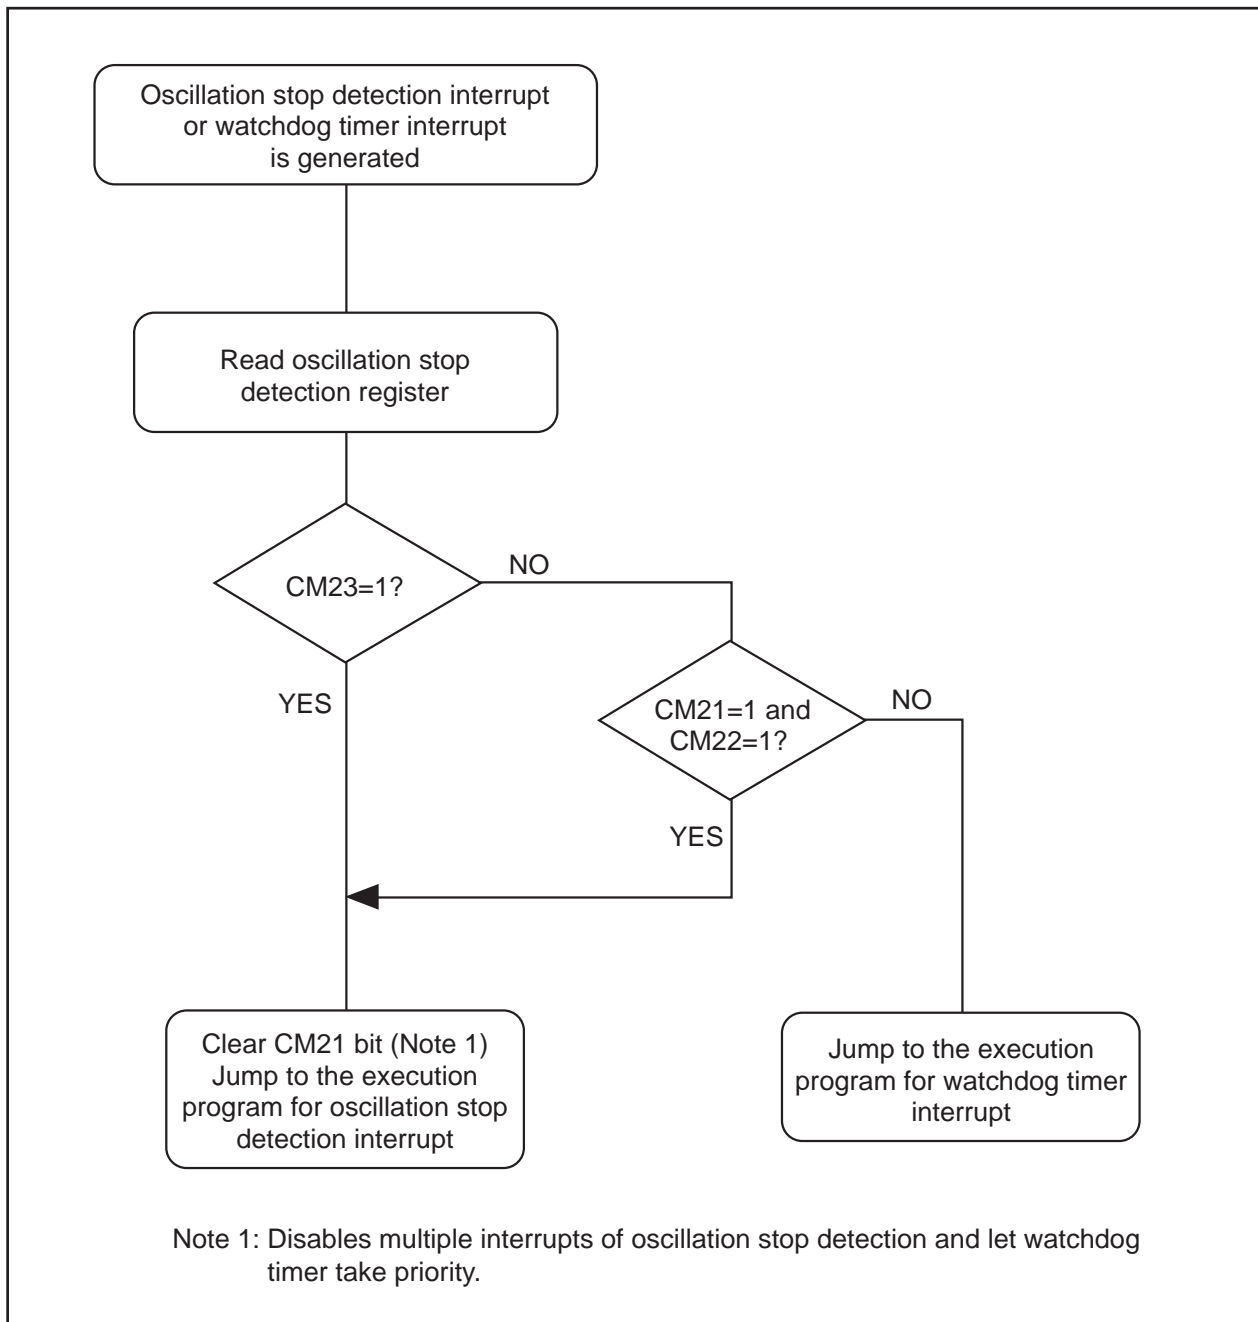 Oscillation stop detection interrupt
or watchdog timer interrupt
is generated
Read oscillation stop
detection register
CM23=1?
NO
YES
CM21=1 and
CM22=1?
NO
YES
Clear CM21 bit (Note 1)
Jump to the execution
program for oscillation stop
detection interrupt
Jump to the execution
program for watchdog timer
interrupt
Note 1: Disables multiple interrupts of oscillation stop detection and let watchdog
timer take priority.